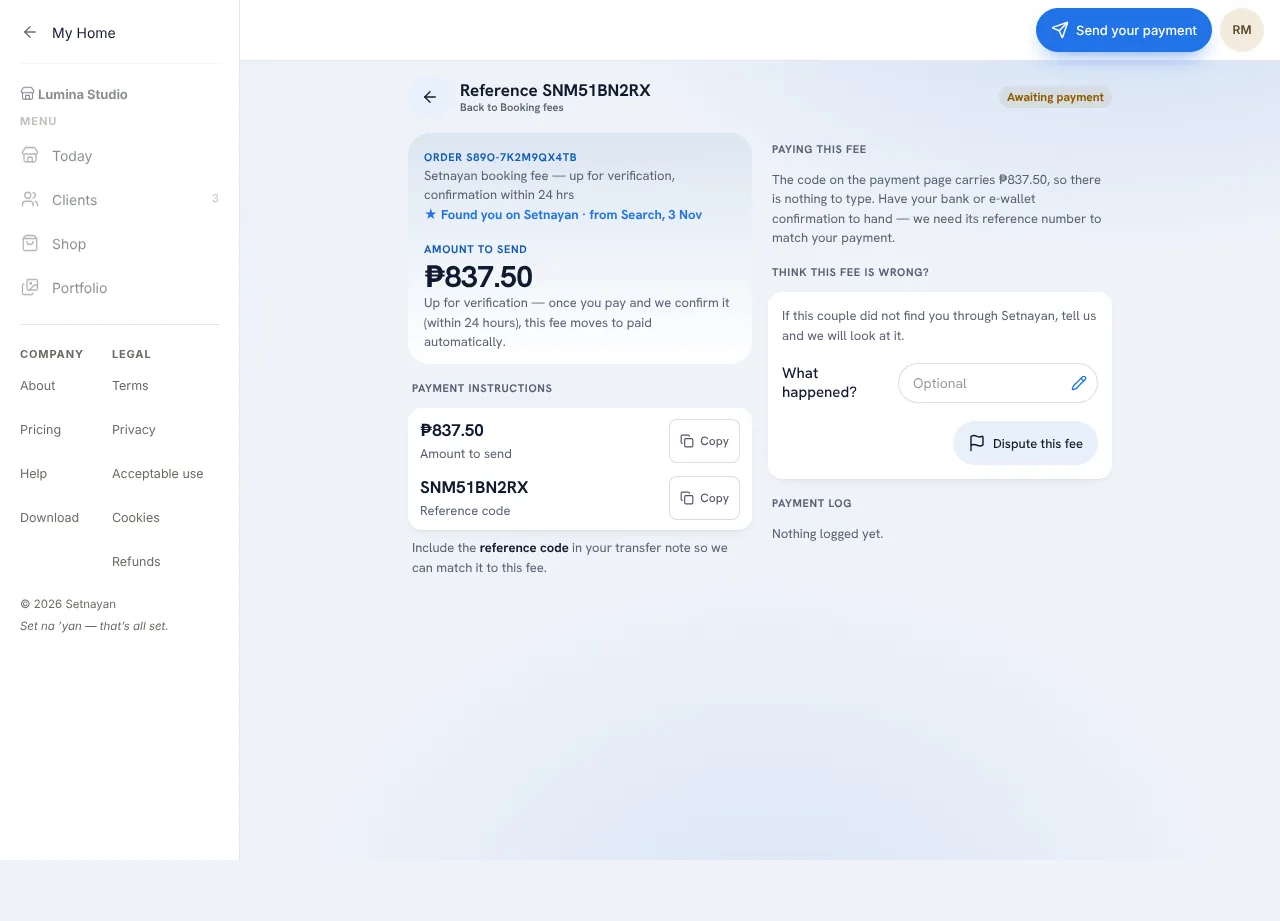 My Home
Send your payment
RM
Lumina Studio
MENU
Today
Clients
3
Shop
Portfolio
COMPANY
LEGAL
About
Terms
Pricing
Privacy
Help
Acceptable use
Download
Cookies
Refunds
© 2026 Setnayan
Set na ’yan — that’s all set.
Reference SNM51BN2RX
Back to Booking fees
Awaiting payment
ORDER S89O-7K2M9QX4TB
Setnayan booking fee — up for verification,
confirmation within 24 hrs
★ Found you on Setnayan · from Search, 3 Nov
AMOUNT TO SEND
₱837.50
Up for verification — once you pay and we confirm it
(within 24 hours), this fee moves to paid
automatically.
PAYMENT INSTRUCTIONS
₱837.50
Amount to send
Copy
SNM51BN2RX
Reference code
Copy
Include the reference code in your transfer note so we
can match it to this fee.
PAYING THIS FEE
The code on the payment page carries ₱837.50, so there
is nothing to type. Have your bank or e-wallet
confirmation to hand — we need its reference number to
match your payment.
THINK THIS FEE IS WRONG?
If this couple did not find you through Setnayan, tell us
and we will look at it.
What
happened?
Optional
Dispute this fee
PAYMENT LOG
Nothing logged yet.